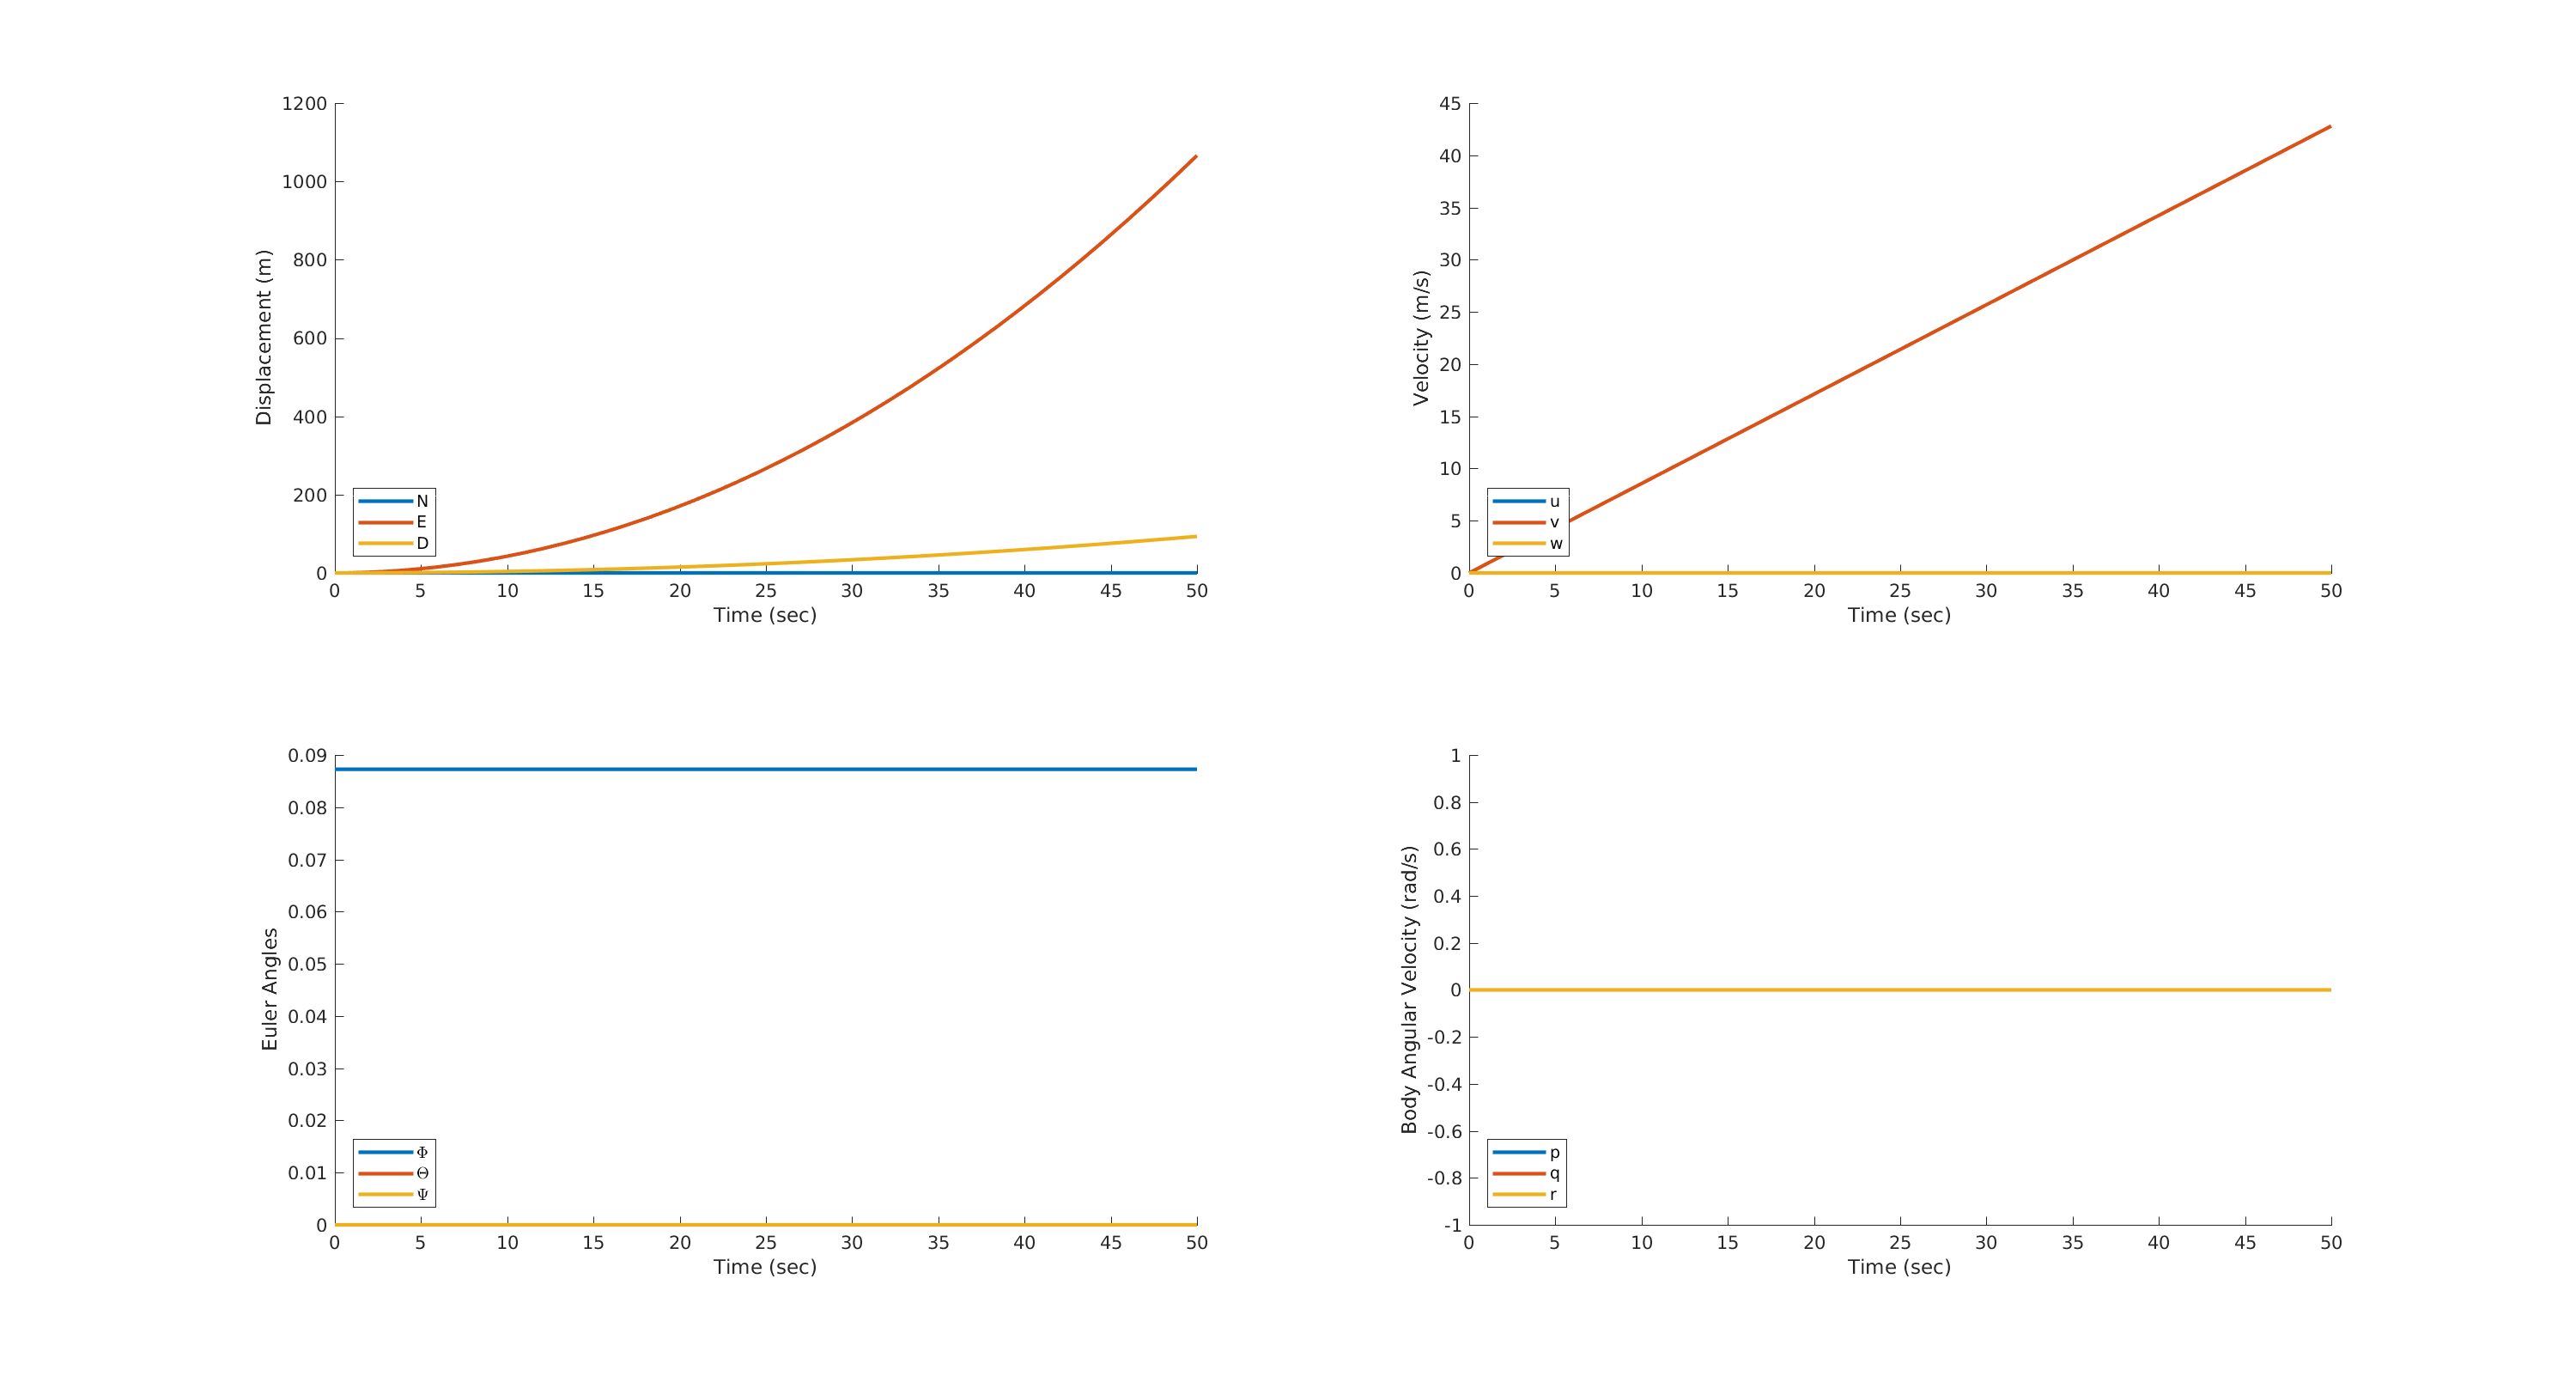 1200
1000
800
600
400
200
0
Displacement (m)
N
E
D
0 5 10 15 20 25 30 35 40 45 50
Time (sec)
45
40
35
30
25
20
15
10
5
0
Velocity (m/s)
u
v
w
0 5 10 15 20 25 30 35 40 45 50
Time (sec)
0.09
0.08
0.07
0.06
0.05
0.04
0.03
0.02
0.01
0
Euler Angles
Φ
Θ
Ψ
0 5 10 15 20 25 30 35 40 45 50
Time (sec)
1
0.8
0.6
0.4
0.2
0
-0.2
-0.4
-0.6
-0.8
-1
Body Angular Velocity (rad/s)
p
q
r
0 5 10 15 20 25 30 35 40 45 50
Time (sec)